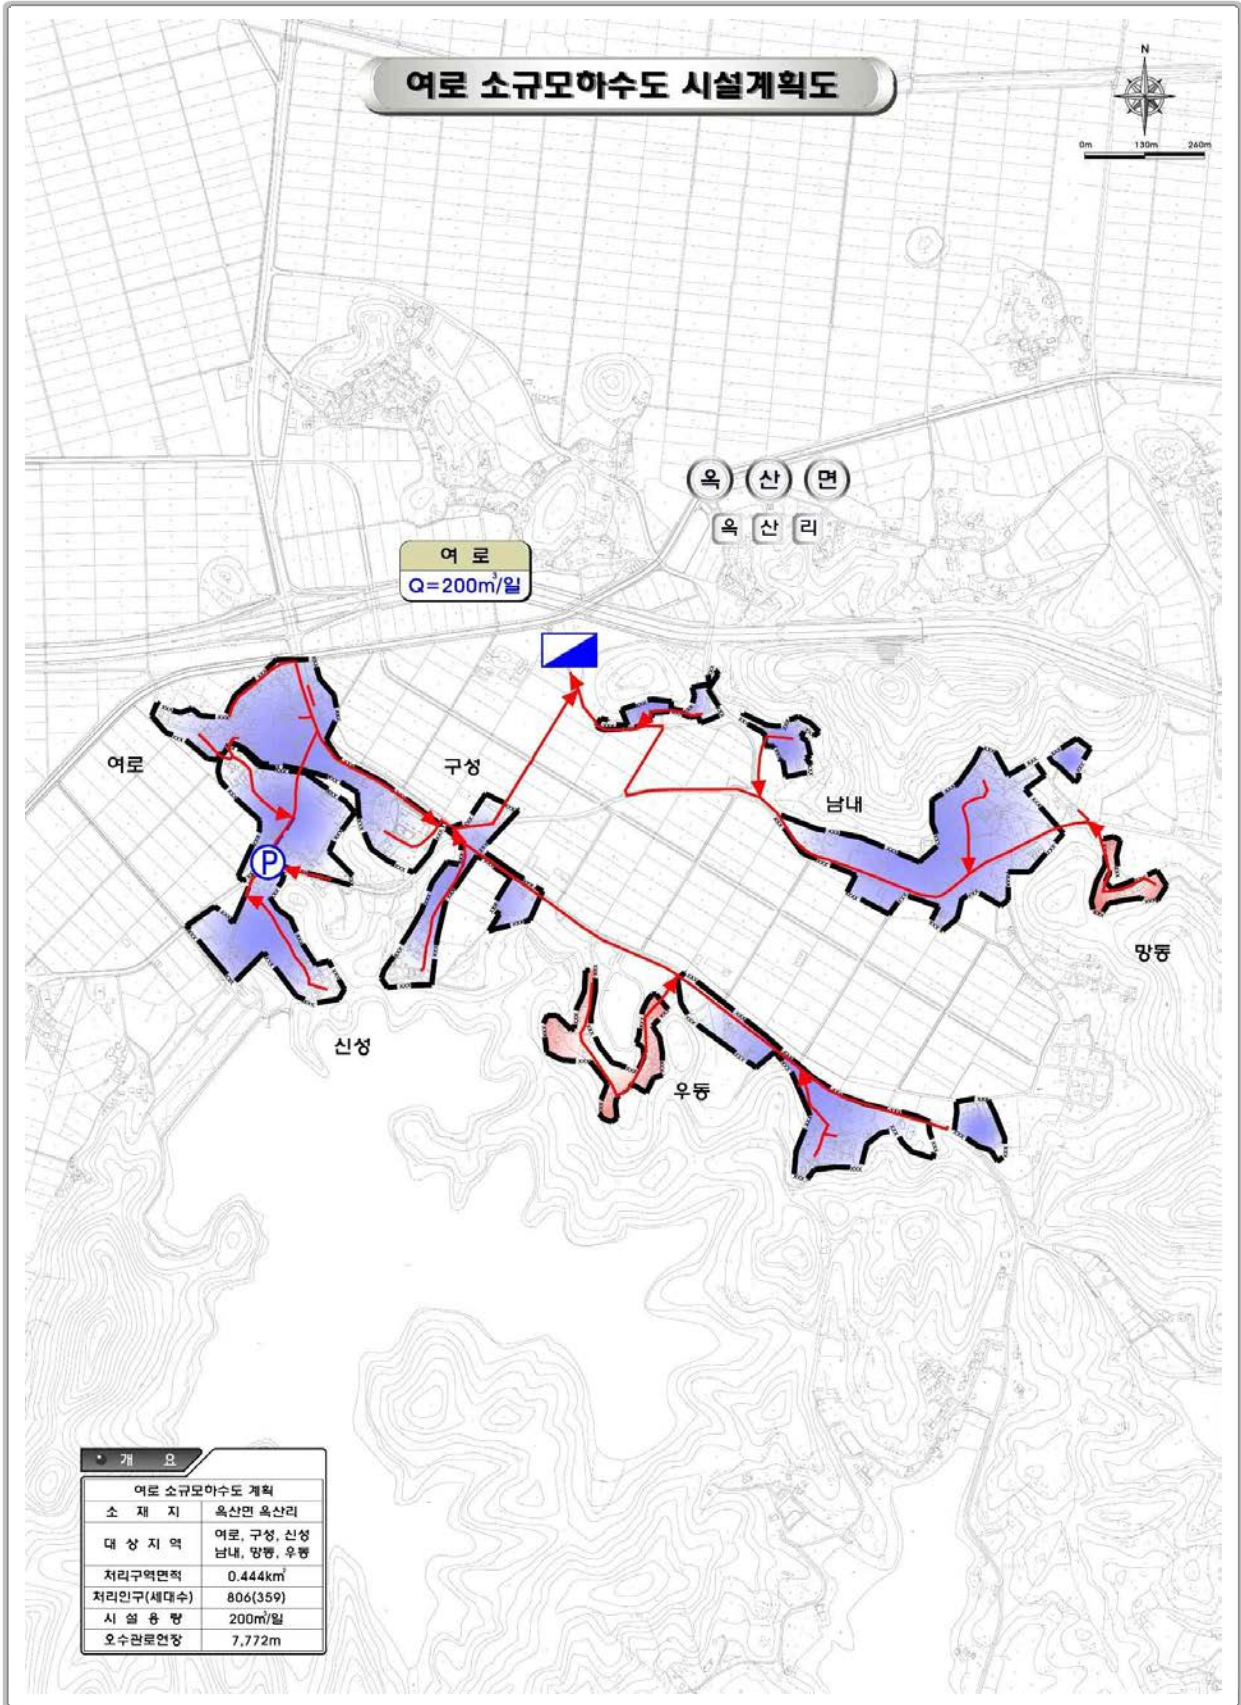 여로 소규모하수도 시설계획도
N
0m 130m 260m
옥 산 면
옥 산 리
여 로
Q=200m³/일
여로
구성
남내
P
망동
신성
우동
개 요
여로 소규모하수도 계획
소 재 지 옥산면 옥산리
대 상 지 역 여로, 구성, 신성
남내, 망동, 우동
처리구역면적 0.444km²
처리인구(세대수) 806(359)
시 설 용 량 200m³/일
오수관로연장 7,772m